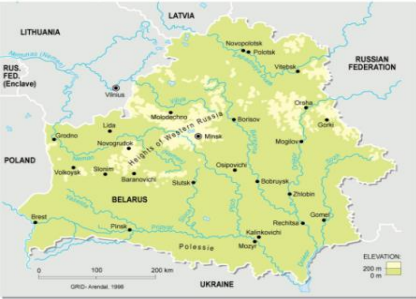 LATVIA
LITHUANIA
Novopolotsk
Polotsk
RUSSIAN
FEDERATION
Vitebsk
RUS.
FED.
(Enclave)
Vilnius
Orsha
Lida
Molodechno
Borisov
Gorki
Grodno
Minsk
Mogilov
Novogrudok
Heights of Western Russia
POLAND
Volkoysk
Slonim
Baranovichi
Osipovichi
Slutsk
Bobruysk
BELARUS
Zhlobin
Brest
Pinsk
Rechitsa
Gomel
Kalinkovichi
Polessie
Mozyr
ELEVATION:
200 m
0 m
0 100 200 km
GRID- Arendal, 1998
UKRAINE